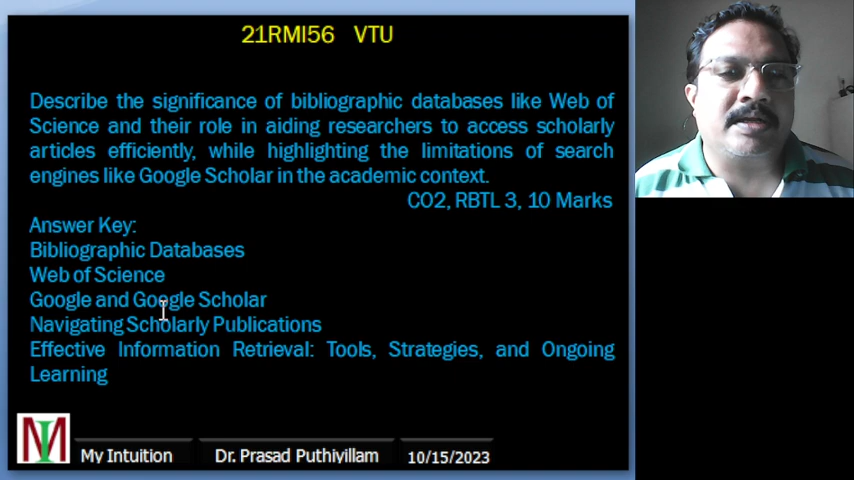 21RMI56 VTU
Describe the significance of bibliographic databases like Web of
Science and their role in aiding researchers to access scholarly
articles efficiently, while highlighting the limitations of search
engines like Google Scholar in the academic context.
CO2, RBTL 3, 10 Marks
Answer Key:
Bibliographic Databases
Web of Science
Google and Google Scholar
Navigating Scholarly Publications
Effective Information Retrieval: Tools, Strategies, and Ongoing
Learning
MI
My Intuition
Dr. Prasad Puthiyillam
10/15/2023